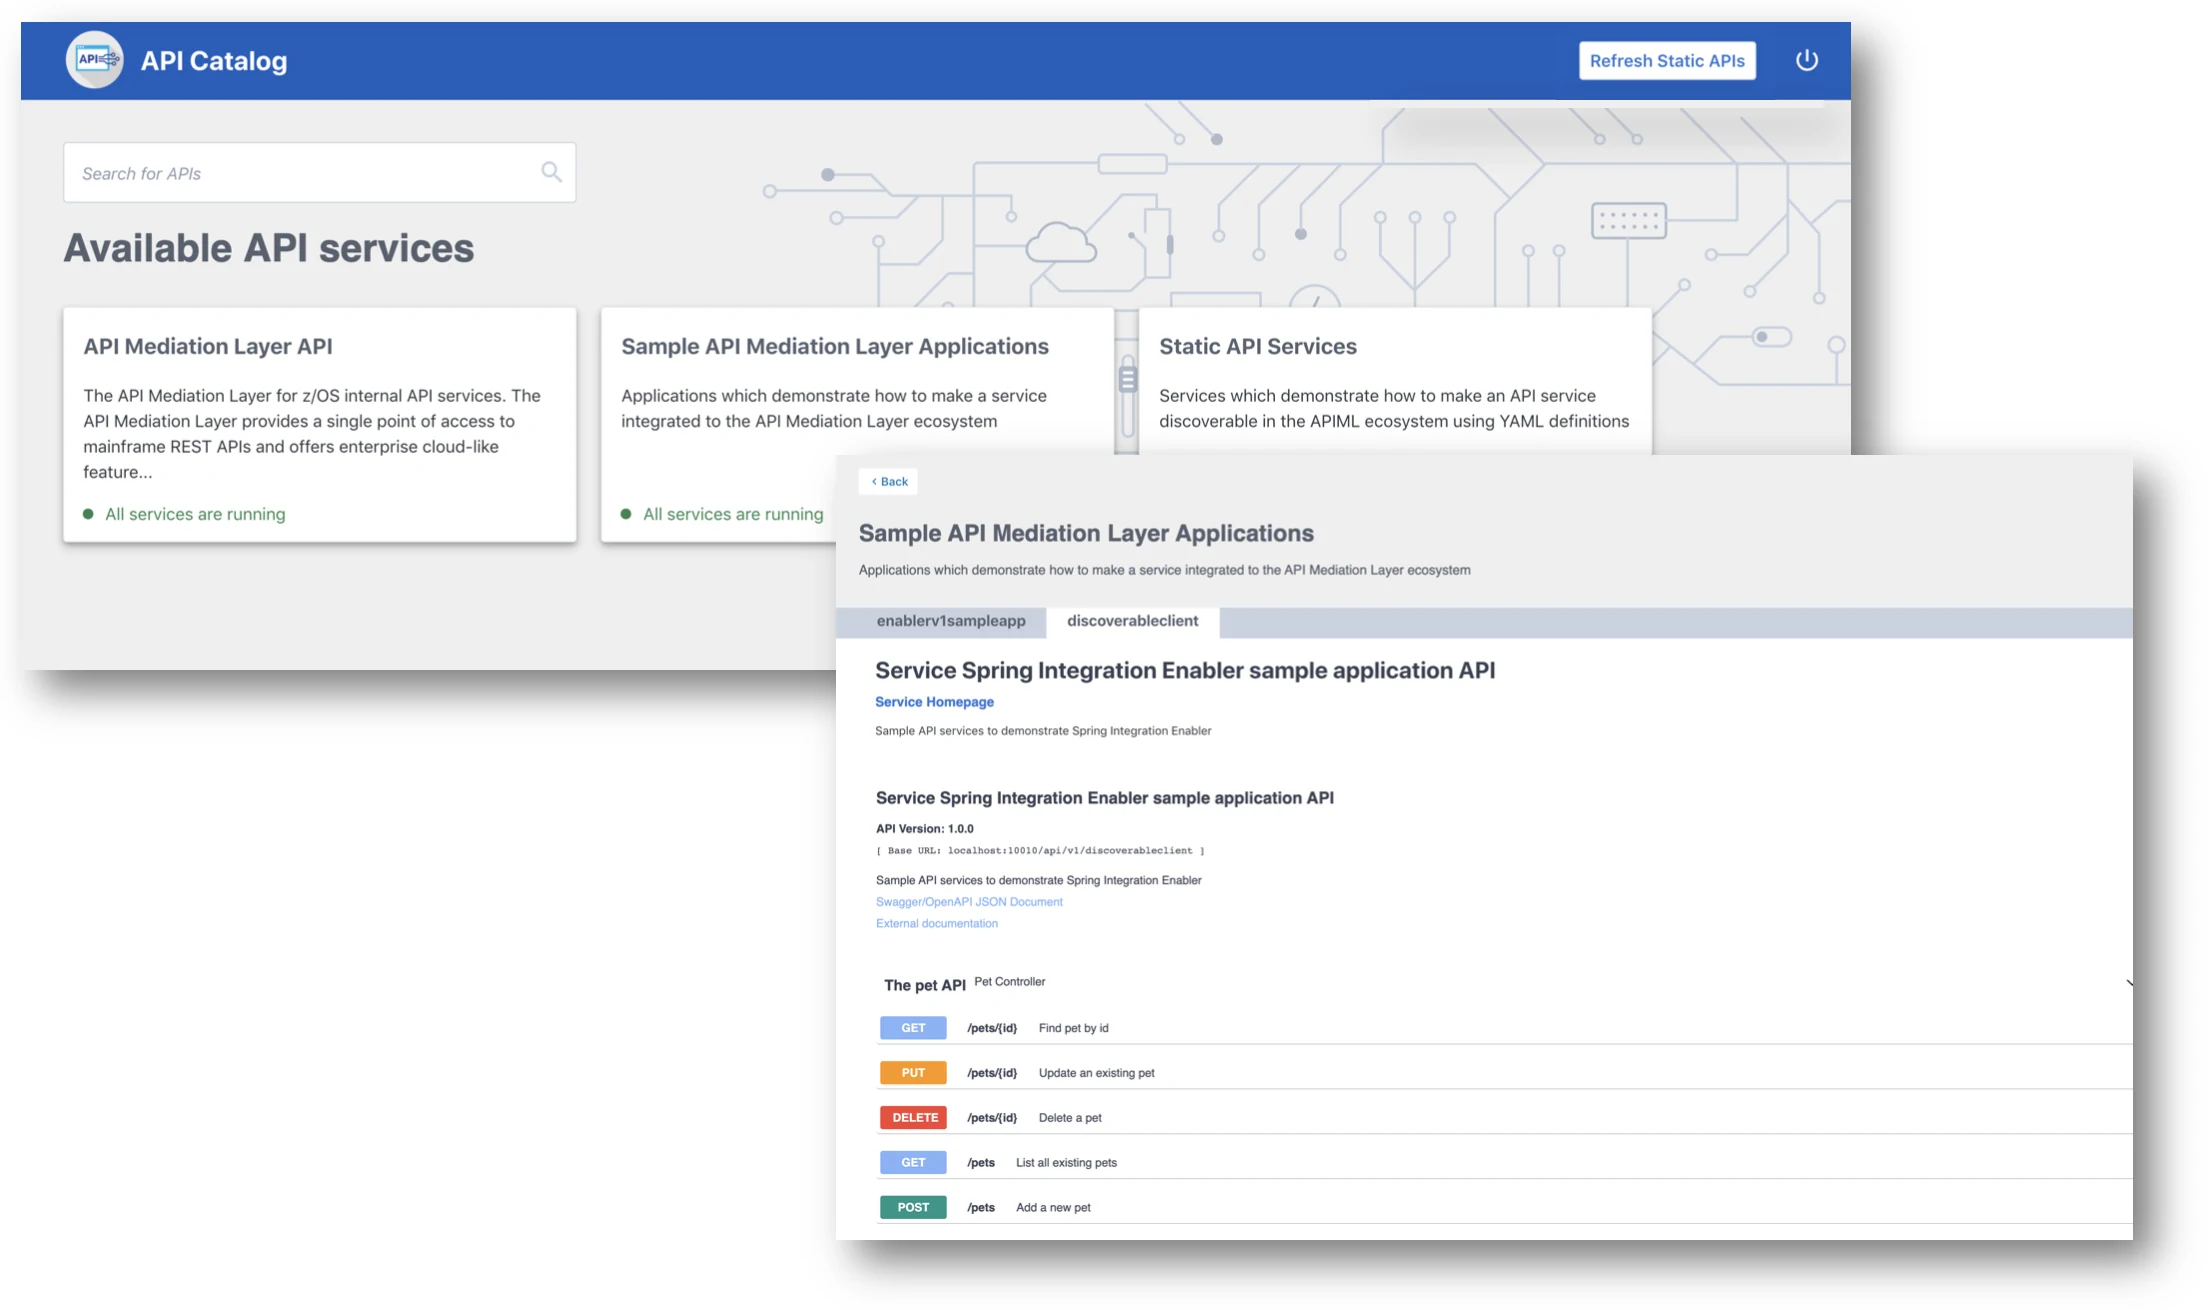 API
API Catalog
Refresh Static APIs
Search for APIs
Available API services
API Mediation Layer API
The API Mediation Layer for z/OS internal API services. The
API Mediation Layer provides a single point of access to
mainframe REST APIs and offers enterprise cloud-like
feature...
All services are running
Sample API Mediation Layer Applications
Applications which demonstrate how to make a service
integrated to the API Mediation Layer ecosystem
All services are running
Static API Services
Services which demonstrate how to make an API service
discoverable in the APIML ecosystem using YAML definitions
‹ Back
Sample API Mediation Layer Applications
Applications which demonstrate how to make a service integrated to the API Mediation Layer ecosystem
enablerv1sampleapp discoverableclient
Service Spring Integration Enabler sample application API
Service Homepage
Sample API services to demonstrate Spring Integration Enabler
Service Spring Integration Enabler sample application API
API Version: 1.0.0
[ Base URL: localhost:10010/api/v1/discoverableclient ]
Sample API services to demonstrate Spring Integration Enabler
Swagger/OpenAPI JSON Document
External documentation
The pet API Pet Controller
GET /pets/{id} Find pet by id
PUT /pets/{id} Update an existing pet
DELETE /pets/{id} Delete a pet
GET /pets List all existing pets
POST /pets Add a new pet